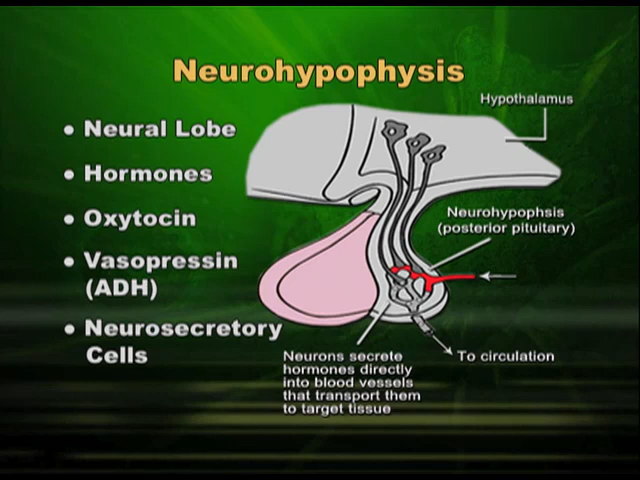 Neurohypophysis
• Neural Lobe
• Hormones
• Oxytocin
• Vasopressin
(ADH)
• Neurosecretory
Cells
Hypothalamus
Neurohypophsis
(posterior pituitary)
To circulation
Neurons secrete
hormones directly
into blood vessels
that transport them
to target tissue